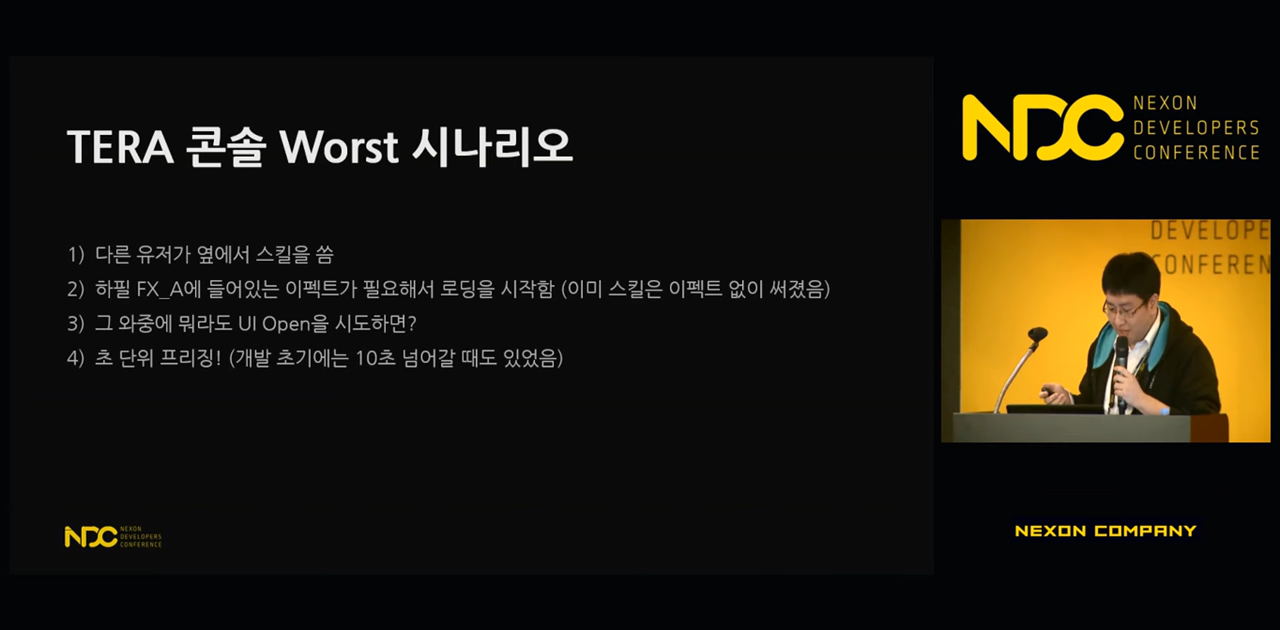 TERA 콘솔 Worst 시나리오
1) 다른 유저가 옆에서 스킬을 씀
2) 하필 FX_A에 들어있는 이펙트가 필요해서 로딩을 시작함 (이미 스킬은 이펙트 없이 써졌음)
3) 그 와중에 뭐라도 UI Open을 시도하면?
4) 초 단위 프리징! (개발 초기에는 10초 넘어갈 때도 있었음)
NDC
NEXON
DEVELOPERS
CONFERENCE
NDC
NEXON
DEVELOPERS
CONFERENCE
DEVELOPE
CONFEREN
NEXON COMPANY